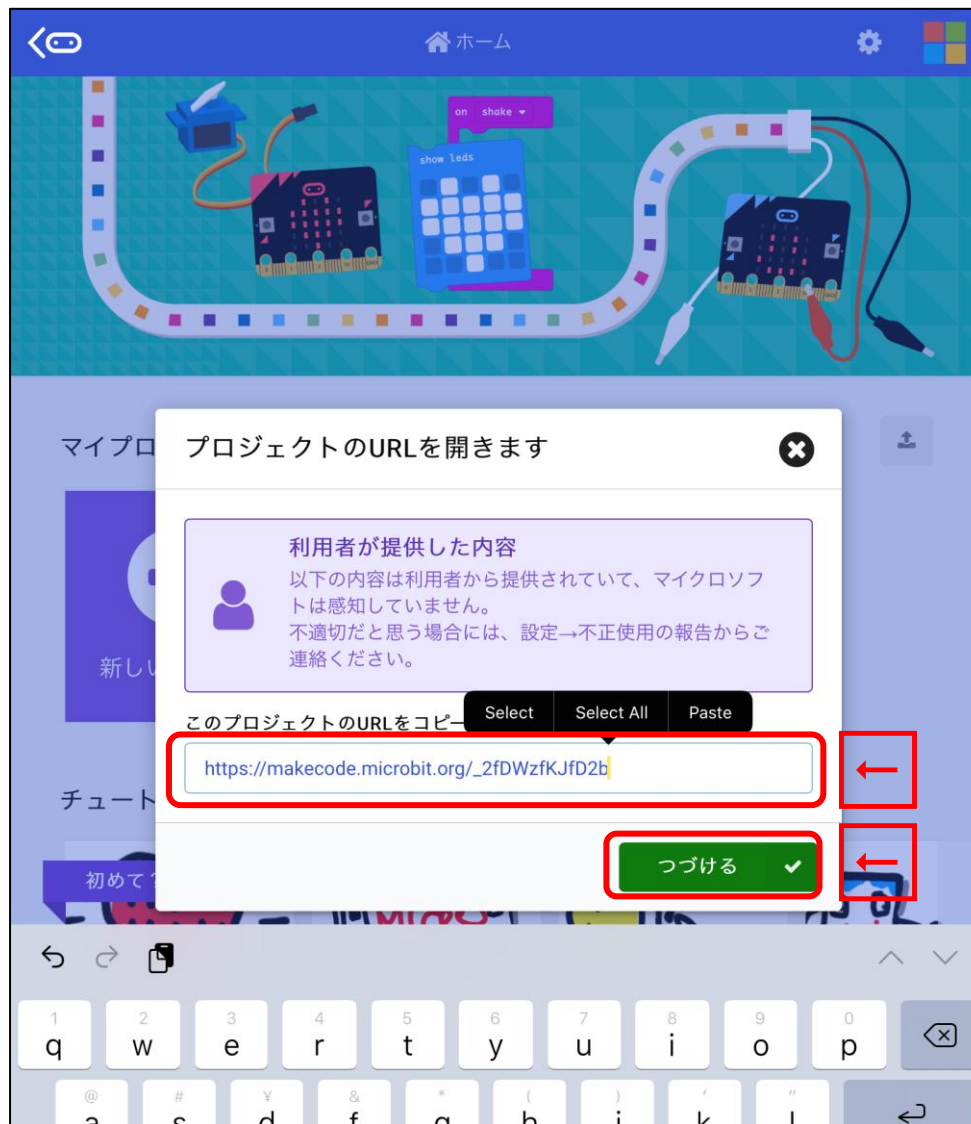 ホーム
on shake
show leds
マイプロ
プロジェクトのURLを開きます
利用者が提供した内容
以下の内容は利用者から提供されていて、マイクロソフ
トは感知していません。
不適切だと思う場合には、設定→不正使用の報告からご
連絡ください。
新しい
このプロジェクトのURLをコピー
Select Select All Paste
https://makecode.microbit.org/_2fDWzfKJfD2b
←
チュート
つづける
←
初めて?
1 2 3 4 5 6 7 8 9 0
q w e r t y u i o p
@ # ¥ & * ( ) ' "
a s d f g h j k l